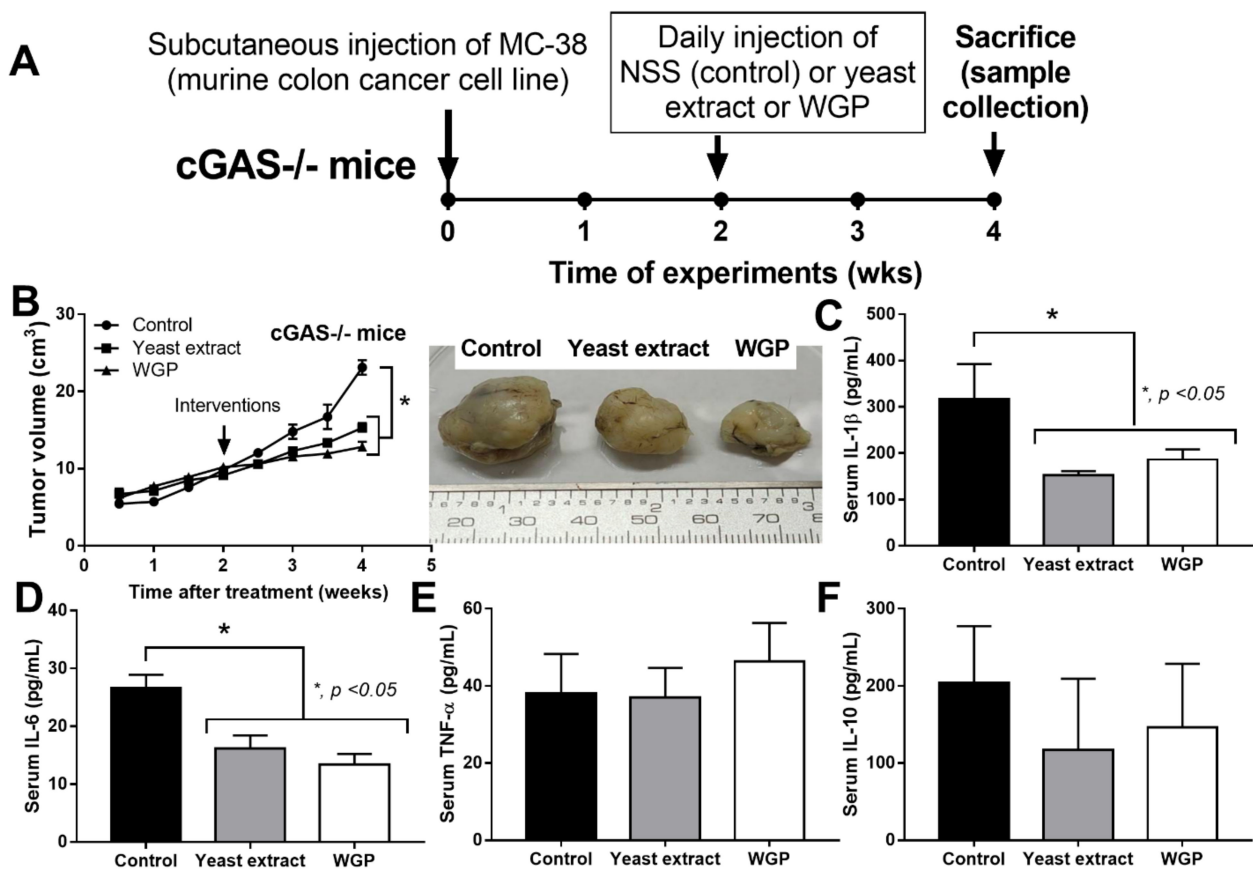 A
Subcutaneous injection of MC-38
(murine colon cancer cell line)
Daily injection of
NSS (control) or yeast
extract or WGP
Sacrifice
(sample
collection)
cGAS-/- mice
0 1 2 3 4
Time of experiments (wks)
B
Tumor volume (cm³)
30
20
10
0
Control
Yeast extract
WGP
cGAS-/- mice
Interventions
*
0 1 2 3 4 5
Time after treatment (weeks)
Control Yeast extract WGP
20 30 40 50 60 70 8
C
Serum IL-1β (pg/mL)
500
400
300
200
100
0
*
*, p <0.05
Control Yeast extract WGP
D
Serum IL-6 (pg/mL)
40
30
20
10
0
*
*, p <0.05
Control Yeast extract WGP
E
Serum TNF-α (pg/mL)
60
40
20
0
Control Yeast extract WGP
F
Serum IL-10 (pg/mL)
300
200
100
0
Control Yeast extract WGP